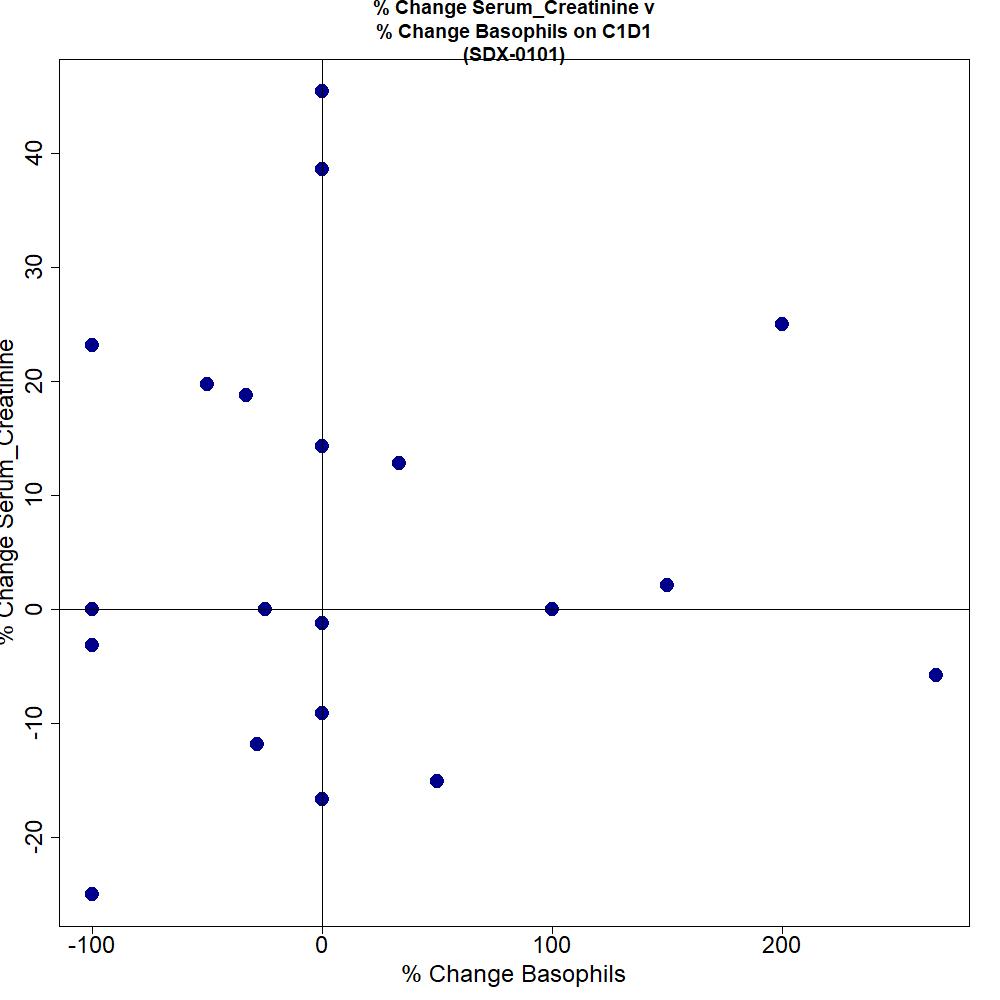 % Change Serum_Creatinine v
% Change Basophils on C1D1
(SDX-0101)
% Change Serum_Creatinine
40
30
20
10
0
-10
-20
-100
0
100
200
% Change Basophils